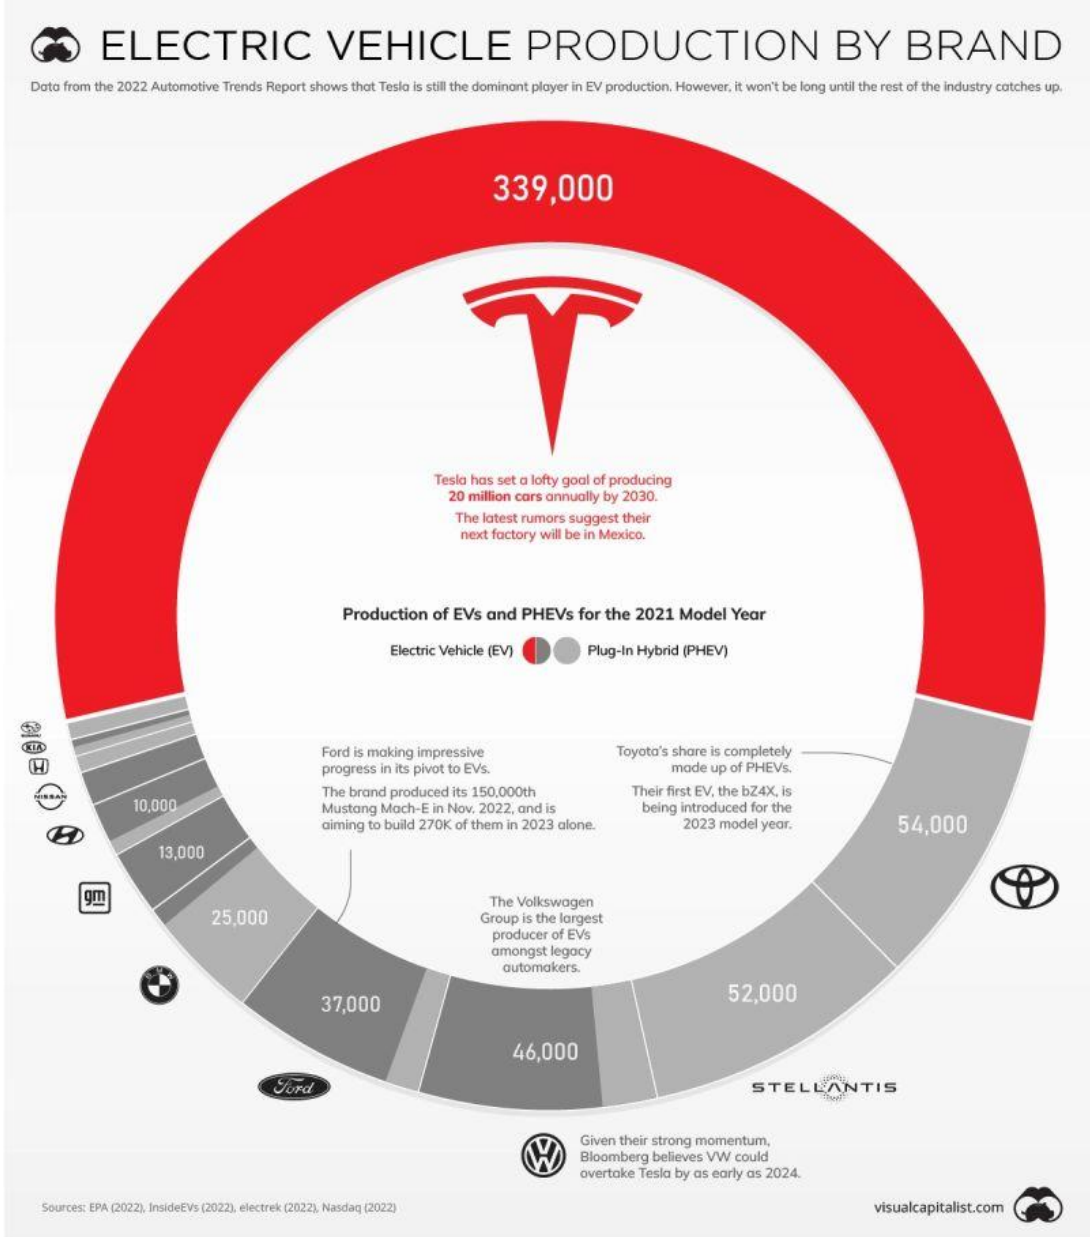 ELECTRIC VEHICLE PRODUCTION BY BRAND
Data from the 2022 Automotive Trends Report shows that Tesla is still the dominant player in EV production. However, it won't be long until the rest of the industry catches up.
339,000
Tesla has set a lofty goal of producing
20 million cars annually by 2030.
The latest rumors suggest their
next factory will be in Mexico.
Production of EVs and PHEVs for the 2021 Model Year
Electric Vehicle (EV)
Plug-In Hybrid (PHEV)
SUBARU
KIA
NISSAN
10,000
gm
13,000
BMW
25,000
Ford is making impressive
progress in its pivot to EVs.
The brand produced its 150,000th
Mustang Mach-E in Nov. 2022, and is
aiming to build 270K of them in 2023 alone.
37,000
Ford
Toyota's share is completely
made up of PHEVs.
Their first EV, the bZ4X, is
being introduced for the
2023 model year.
54,000
The Volkswagen
Group is the largest
producer of EVs
amongst legacy
automakers.
46,000
52,000
STELLANTIS
Given their strong momentum,
Bloomberg believes VW could
overtake Tesla by as early as 2024.
Sources: EPA (2022), InsideEVs (2022), electrek (2022), Nasdaq (2022)
visualcapitalist.com